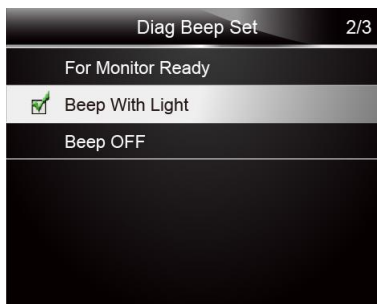 Diag Beep Set 2/3
For Monitor Ready
Beep With Light
Beep OFF